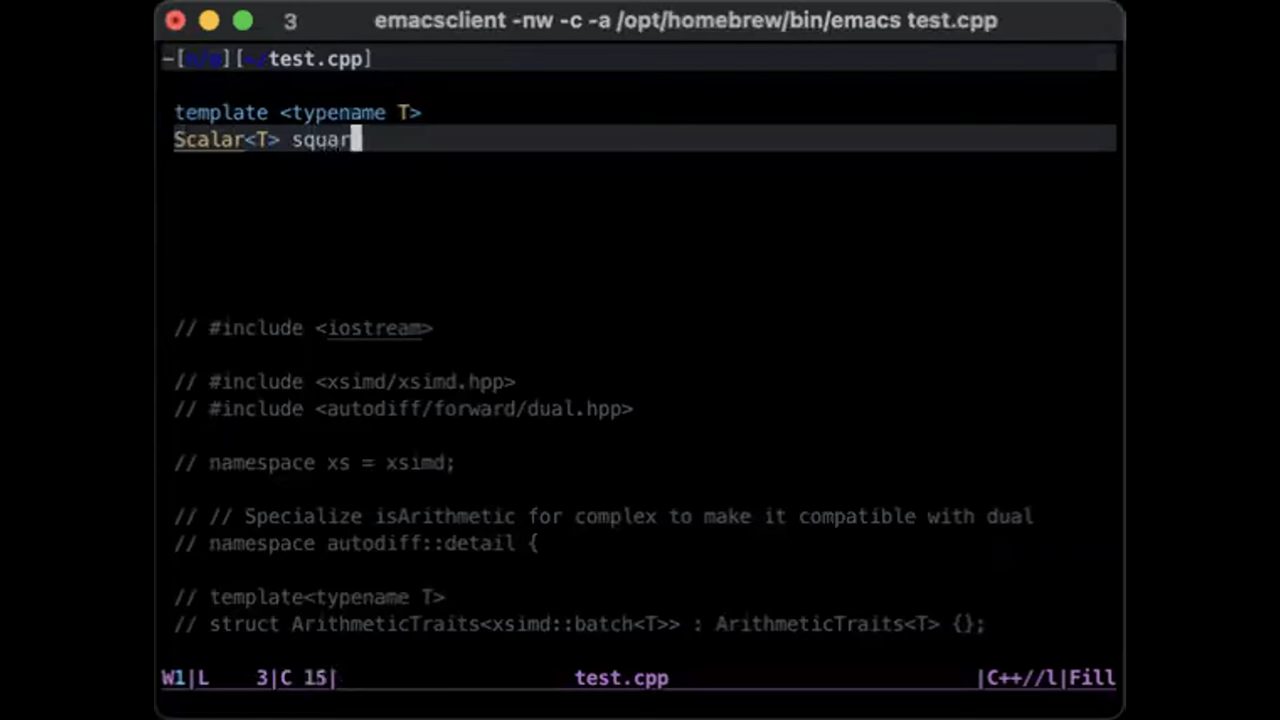 3 emacsclient -nw -c -a /opt/homebrew/bin/emacs test.cpp
-[n/a][~/test.cpp]
template <typename T>
Scalar<T> squar
// #include <iostream>
// #include <xsimd/xsimd.hpp>
// #include <autodiff/forward/dual.hpp>
// namespace xs = xsimd;
// // Specialize isArithmetic for complex to make it compatible with dual
// namespace autodiff::detail {
// template<typename T>
// struct ArithmeticTraits<xsimd::batch<T>> : ArithmeticTraits<T> {};
W1|L 3|C 15| test.cpp |C++//l|Fill